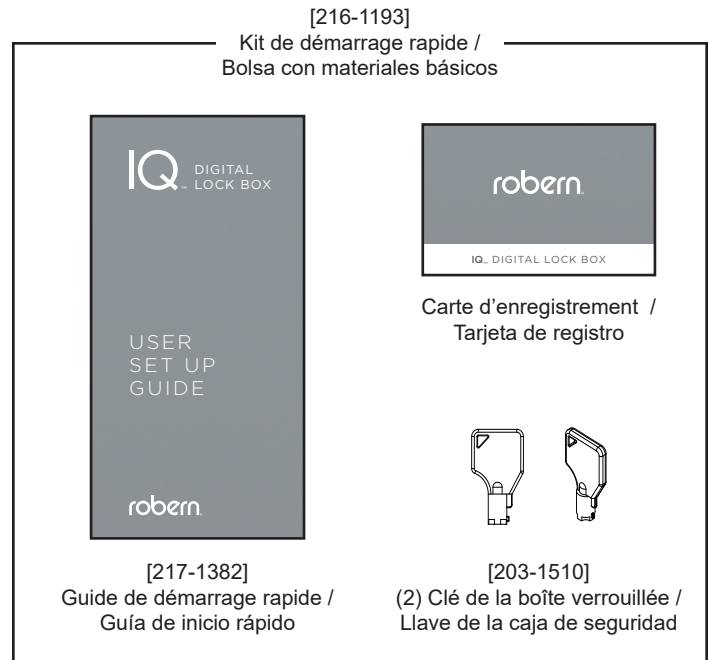 [216-1193]
Kit de démarrage rapide /
Bolsa con materiales básicos
IQ™ DIGITAL
LOCK BOX
USER
SET UP
GUIDE
robern.
[217-1382]
Guide de démarrage rapide /
Guía de inicio rápido
robern.
IQ™ DIGITAL LOCK BOX
Carte d’enregistrement /
Tarjeta de registro
[203-1510]
(2) Clé de la boîte verrouillée /
Llave de la caja de seguridad